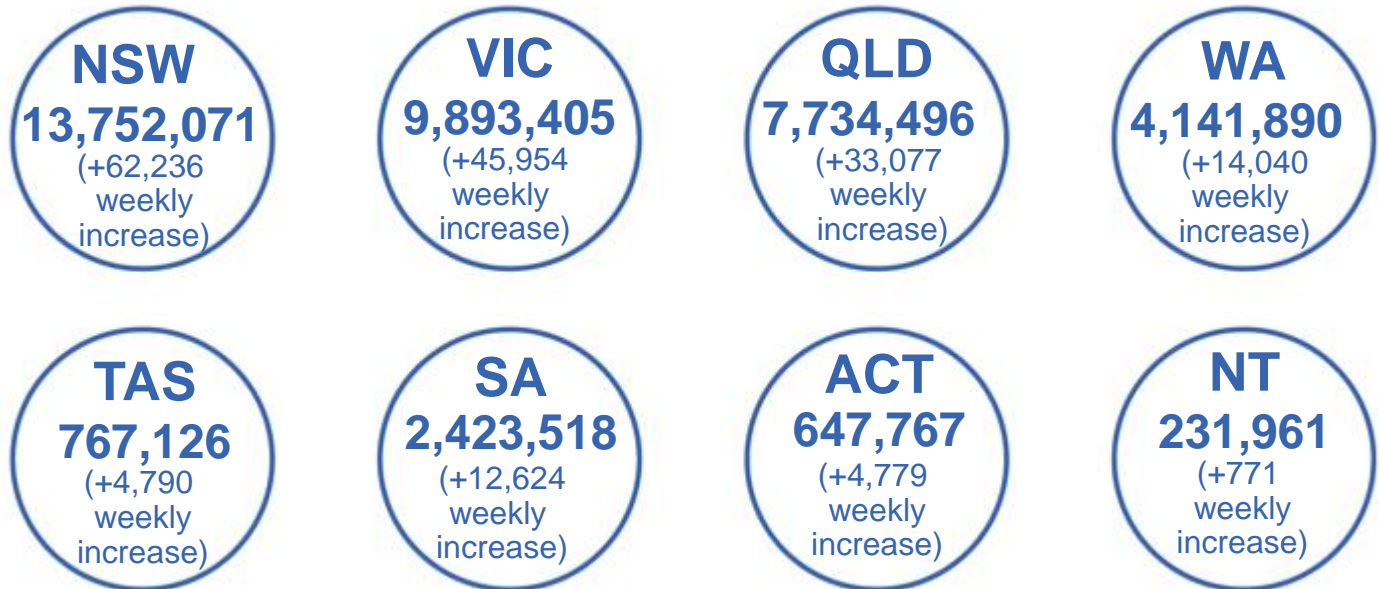 NSW
13,752,071
(+62,236
weekly
increase)
VIC
9,893,405
(+45,954
weekly
increase)
QLD
7,734,496
(+33,077
weekly
increase)
WA
4,141,890
(+14,040
weekly
increase)
TAS
767,126
(+4,790
weekly
increase)
SA
2,423,518
(+12,624
weekly
increase)
ACT
647,767
(+4,779
weekly
increase)
NT
231,961
(+771
weekly
increase)